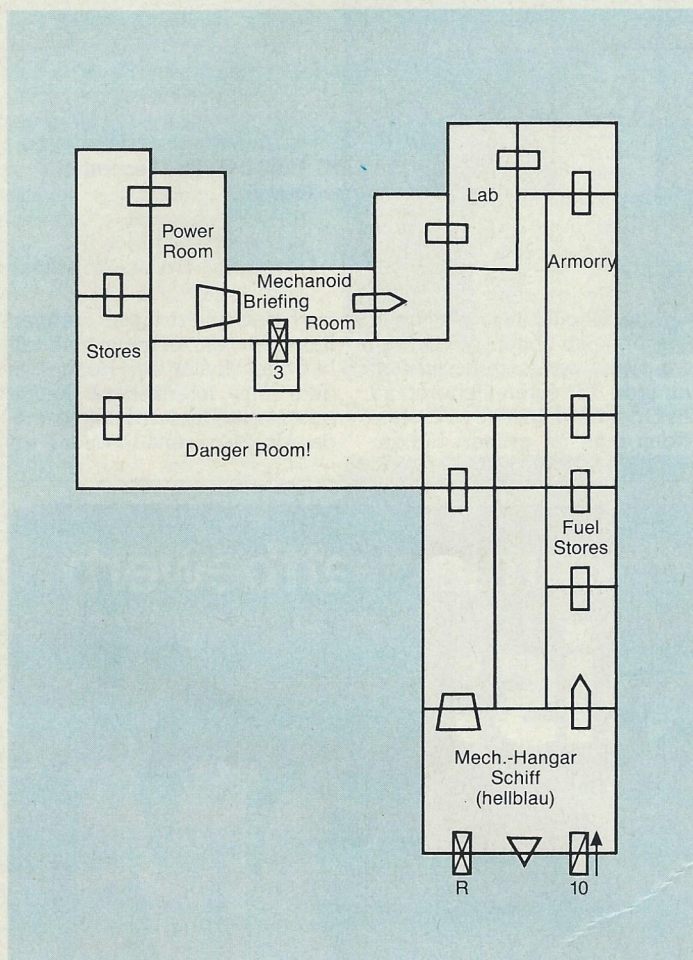 Lab
Power
Room
Armorry
Mechanoid
Briefing
Room
Stores
3
Danger Room!
Fuel
Stores
Mech.-Hangar
Schiff
(hellblau)
R
10